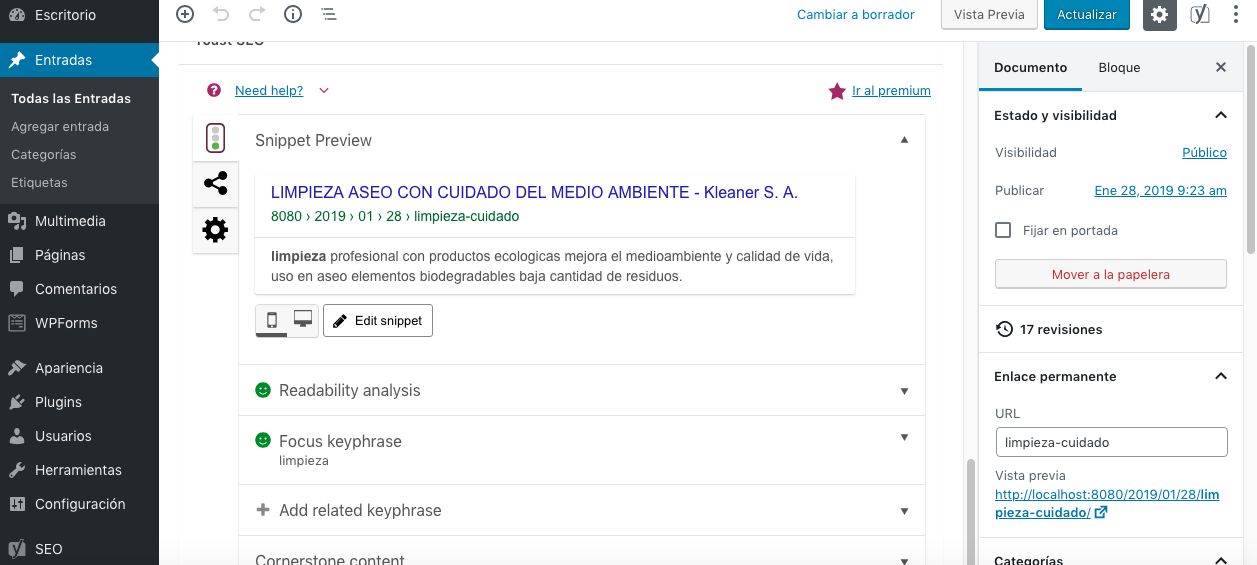 Escritorio
Entradas
Todas las Entradas
Agregar entrada
Categorías
Etiquetas
Multimedia
Páginas
Comentarios
WPForms
Apariencia
Plugins
Usuarios
Herramientas
Configuración
SEO
Cambiar a borrador
Vista Previa
Actualizar
Yoast SEO
Need help?
Ir al premium
Snippet Preview
LIMPIEZA ASEO CON CUIDADO DEL MEDIO AMBIENTE - Kleaner S. A.
8080 › 2019 › 01 › 28 › limpieza-cuidado
limpieza profesional con productos ecologicas mejora el medioambiente y calidad de vida,
uso en aseo elementos biodegradables baja cantidad de residuos.
Edit snippet
Readability analysis
Focus keyphrase
limpieza
Add related keyphrase
Cornerstone content
Documento
Bloque
Estado y visibilidad
Visibilidad
Público
Publicar
Ene 28, 2019 9:23 am
Fijar en portada
Mover a la papelera
17 revisiones
Enlace permanente
URL
limpieza-cuidado
Vista previa
http://localhost:8080/2019/01/28/lim
pieza-cuidado/
Categorías